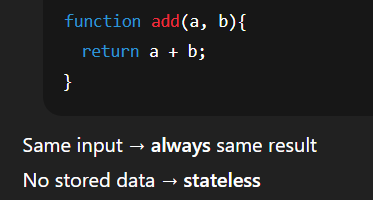 function add(a, b){
  return a + b;
}
Same input → always same result
No stored data → stateless